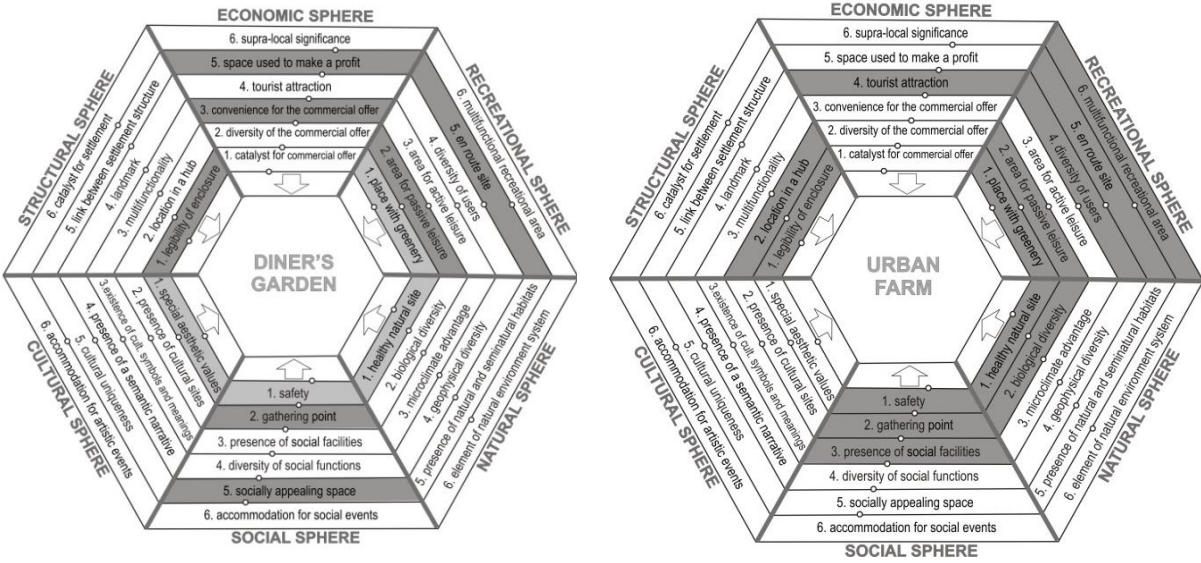 ECONOMIC SPHERE
6. supra-local significance
5. space used to make a profit
4. tourist attraction
3. convenience for the commercial offer
2. diversity of the commercial offer
1. catalyst for commercial offer
RECREATIONAL SPHERE
6. multifunctional recreational area
5. en route site
4. diversity of users
3. area for active leisure
2. area for passive leisure
1. place with greenery
STRUCTURAL SPHERE
6. catalyst for settlement
5. link between settlement structure
4. landmark
3. multifunctionality
2. location in a hub
1. legibility of enclosure
DINER'S
GARDEN
CULTURAL SPHERE
6. accommodation for artistic events
5. cultural uniqueness
4. presence of a semantic narrative
3.existence of cult. symbols and meanings
2. presence of cultural sites
1. special aesthetic values
NATURAL SPHERE
1. healthy natural site
2. biological diversity
3. microclimate advantage
4. geophysical diversity
5. presence of natural and seminatural habitats
6. element of natural environment system
1. safety
2. gathering point
3. presence of social facilities
4. diversity of social functions
5. socially appealing space
6. accommodation for social events
SOCIAL SPHERE
ECONOMIC SPHERE
6. supra-local significance
5. space used to make a profit
4. tourist attraction
3. convenience for the commercial offer
2. diversity of the commercial offer
1. catalyst for commercial offer
RECREATIONAL SPHERE
6. multifunctional recreational area
5. en route site
4. diversity of users
3. area for active leisure
2. area for passive leisure
1. place with greenery
STRUCTURAL SPHERE
6. catalyst for settlement
5. link between settlement structure
4. landmark
3. multifunctionality
2. location in a hub
1. legibility of enclosure
URBAN
FARM
CULTURAL SPHERE
6. accommodation for artistic events
5. cultural uniqueness
4. presence of a semantic narrative
3.existence of cult. symbols and meanings
2. presence of cultural sites
1. special aesthetic values
NATURAL SPHERE
1. healthy natural site
2. biological diversity
3. microclimate advantage
4. geophysical diversity
5. presence of natural and seminatural habitats
6. element of natural environment system
1. safety
2. gathering point
3. presence of social facilities
4. diversity of social functions
5. socially appealing space
6. accommodation for social events
SOCIAL SPHERE